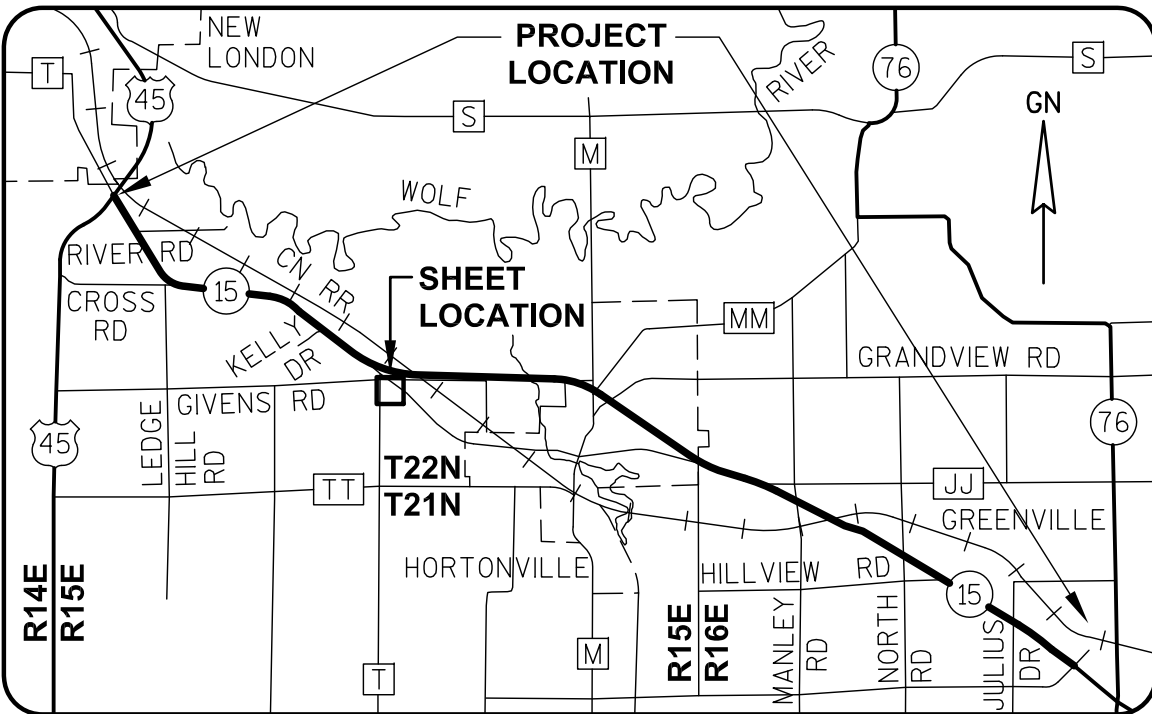 NEW
LONDON
PROJECT
LOCATION
RIVER
76
S
T
45
S
GN
M
WOLF
RIVER RD
CN RR
SHEET
LOCATION
15
CROSS
RD
MM
KELLY
DR
GRANDVIEW RD
GIVENS RD
76
45
LEDGE
HILL
RD
T22N
T21N
TT
JJ
GREENVILLE
HORTONVILLE
HILLVIEW RD
R14E
R15E
R15E
R16E
15
MANLEY
RD
NORTH
RD
JULIUS
DR
M
T